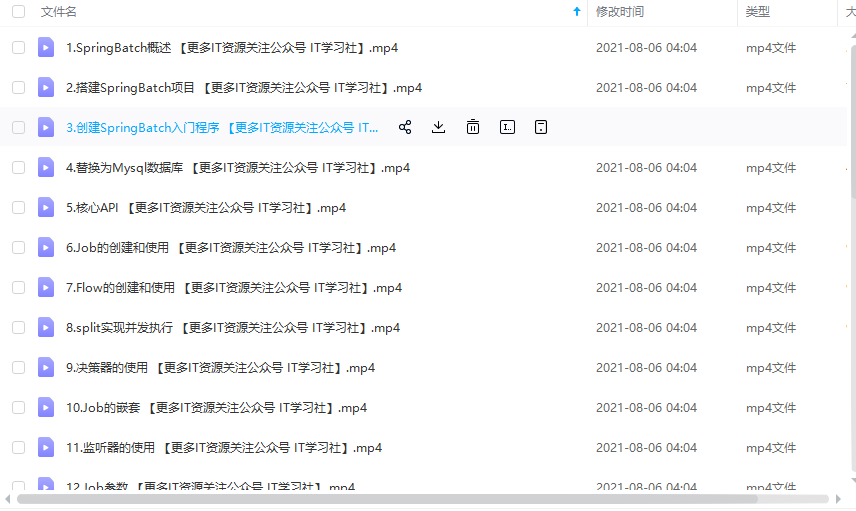 文件名 修改时间 类型
1.SpringBatch概述 【更多IT资源关注公众号 IT学习社】.mp4 2021-08-06 04:04 mp4文件
2.搭建SpringBatch项目 【更多IT资源关注公众号 IT学习社】.mp4 2021-08-06 04:04 mp4文件
3.创建SpringBatch入门程序 【更多IT资源关注公众号 IT...
4.替换为Mysql数据库 【更多IT资源关注公众号 IT学习社】.mp4 2021-08-06 04:04 mp4文件
5.核心API 【更多IT资源关注公众号 IT学习社】.mp4 2021-08-06 04:04 mp4文件
6.Job的创建和使用 【更多IT资源关注公众号 IT学习社】.mp4 2021-08-06 04:04 mp4文件
7.Flow的创建和使用 【更多IT资源关注公众号 IT学习社】.mp4 2021-08-06 04:04 mp4文件
8.split实现并发执行 【更多IT资源关注公众号 IT学习社】.mp4 2021-08-06 04:04 mp4文件
9.决策器的使用 【更多IT资源关注公众号 IT学习社】.mp4 2021-08-06 04:04 mp4文件
10.Job的嵌套 【更多IT资源关注公众号 IT学习社】.mp4 2021-08-06 04:04 mp4文件
11.监听器的使用 【更多IT资源关注公众号 IT学习社】.mp4 2021-08-06 04:04 mp4文件
12.Job参数 【更多IT资源关注公众号 IT学习社】.mp4 2021-08-06 04:04 mp4文件